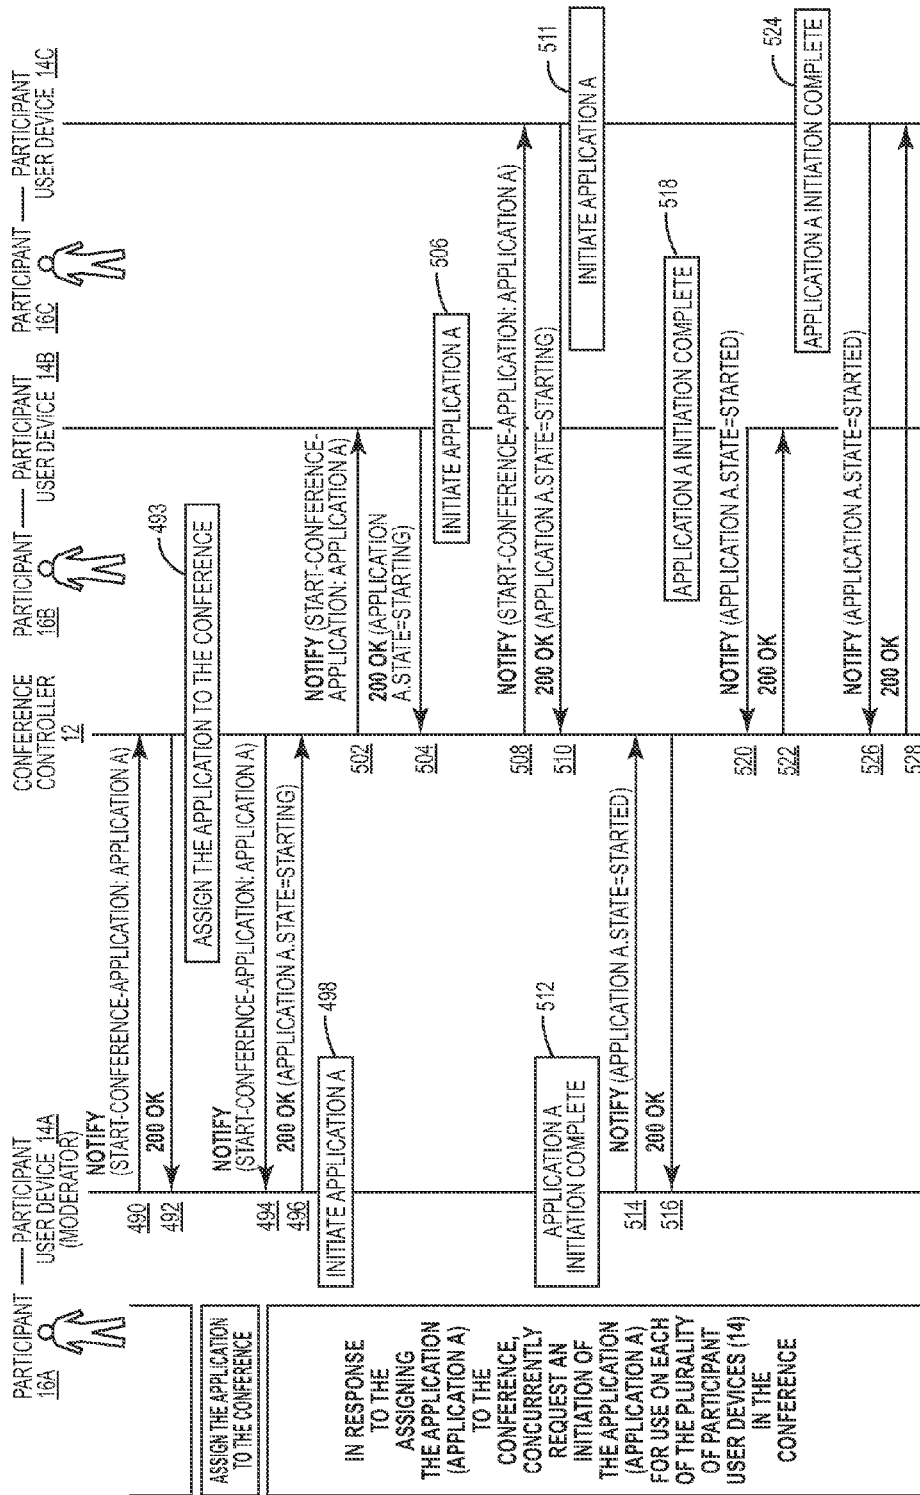 PARTICIPANT
16A
PARTICIPANT
USER DEVICE 14A
(MODERATOR)
CONFERENCE
CONTROLLER
12
PARTICIPANT
16B
PARTICIPANT
USER DEVICE 14B
PARTICIPANT
16C
PARTICIPANT
USER DEVICE 14C
490
NOTIFY
(START-CONFERENCE-APPLICATION: APPLICATION A)
492
200 OK
ASSIGN THE APPLICATION
TO THE CONFERENCE
ASSIGN THE APPLICATION TO THE CONFERENCE
493
494
NOTIFY
(START-CONFERENCE-APPLICATION: APPLICATION A)
496
200 OK (APPLICATION A.STATE=STARTING)
INITIATE APPLICATION A
498
IN RESPONSE
TO THE
ASSIGNING
THE APPLICATION
(APPLICATION A)
TO THE
CONFERENCE,
CONCURRENTLY
REQUEST AN
INITIATION OF
THE APPLICATION
(APPLICATION A)
FOR USE ON EACH
OF THE PLURALITY
OF PARTICIPANT
USER DEVICES (14)
IN THE
CONFERENCE
502
NOTIFY (START-CONFERENCE-
APPLICATION: APPLICATION A)
504
200 OK (APPLICATION
A.STATE=STARTING)
INITIATE APPLICATION A
506
508
NOTIFY (START-CONFERENCE-APPLICATION: APPLICATION A)
510
200 OK (APPLICATION A.STATE=STARTING)
INITIATE APPLICATION A
511
APPLICATION A
INITIATION COMPLETE
512
514
NOTIFY (APPLICATION A.STATE=STARTED)
516
200 OK
APPLICATION A INITIATION COMPLETE
518
520
NOTIFY (APPLICATION A.STATE=STARTED)
522
200 OK
APPLICATION A INITIATION COMPLETE
524
526
NOTIFY (APPLICATION A.STATE=STARTED)
528
200 OK